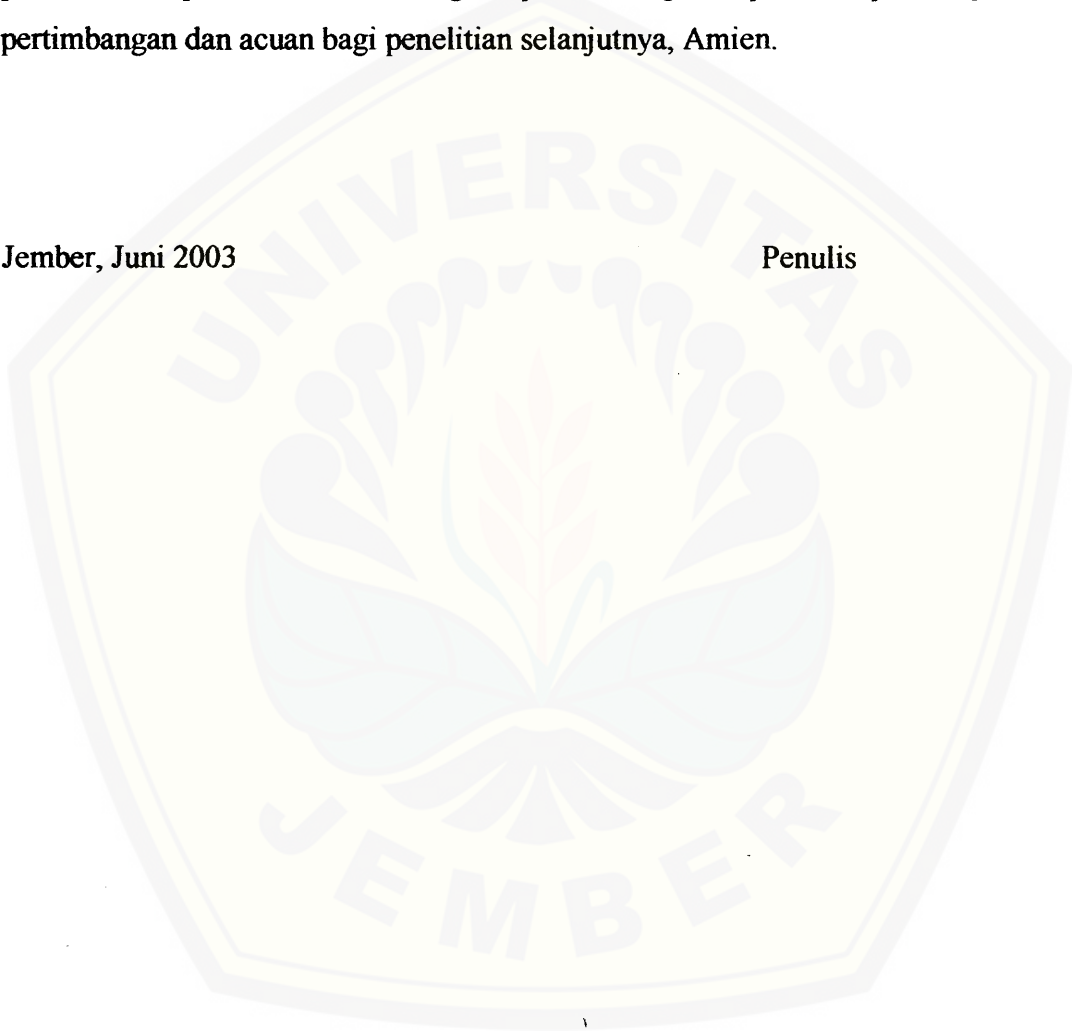 pertimbangan dan acuan bagi penelitian selanjutnya, Amien.
Jember, Juni 2003 Penulis
UNIVERSITAS
JEMBER